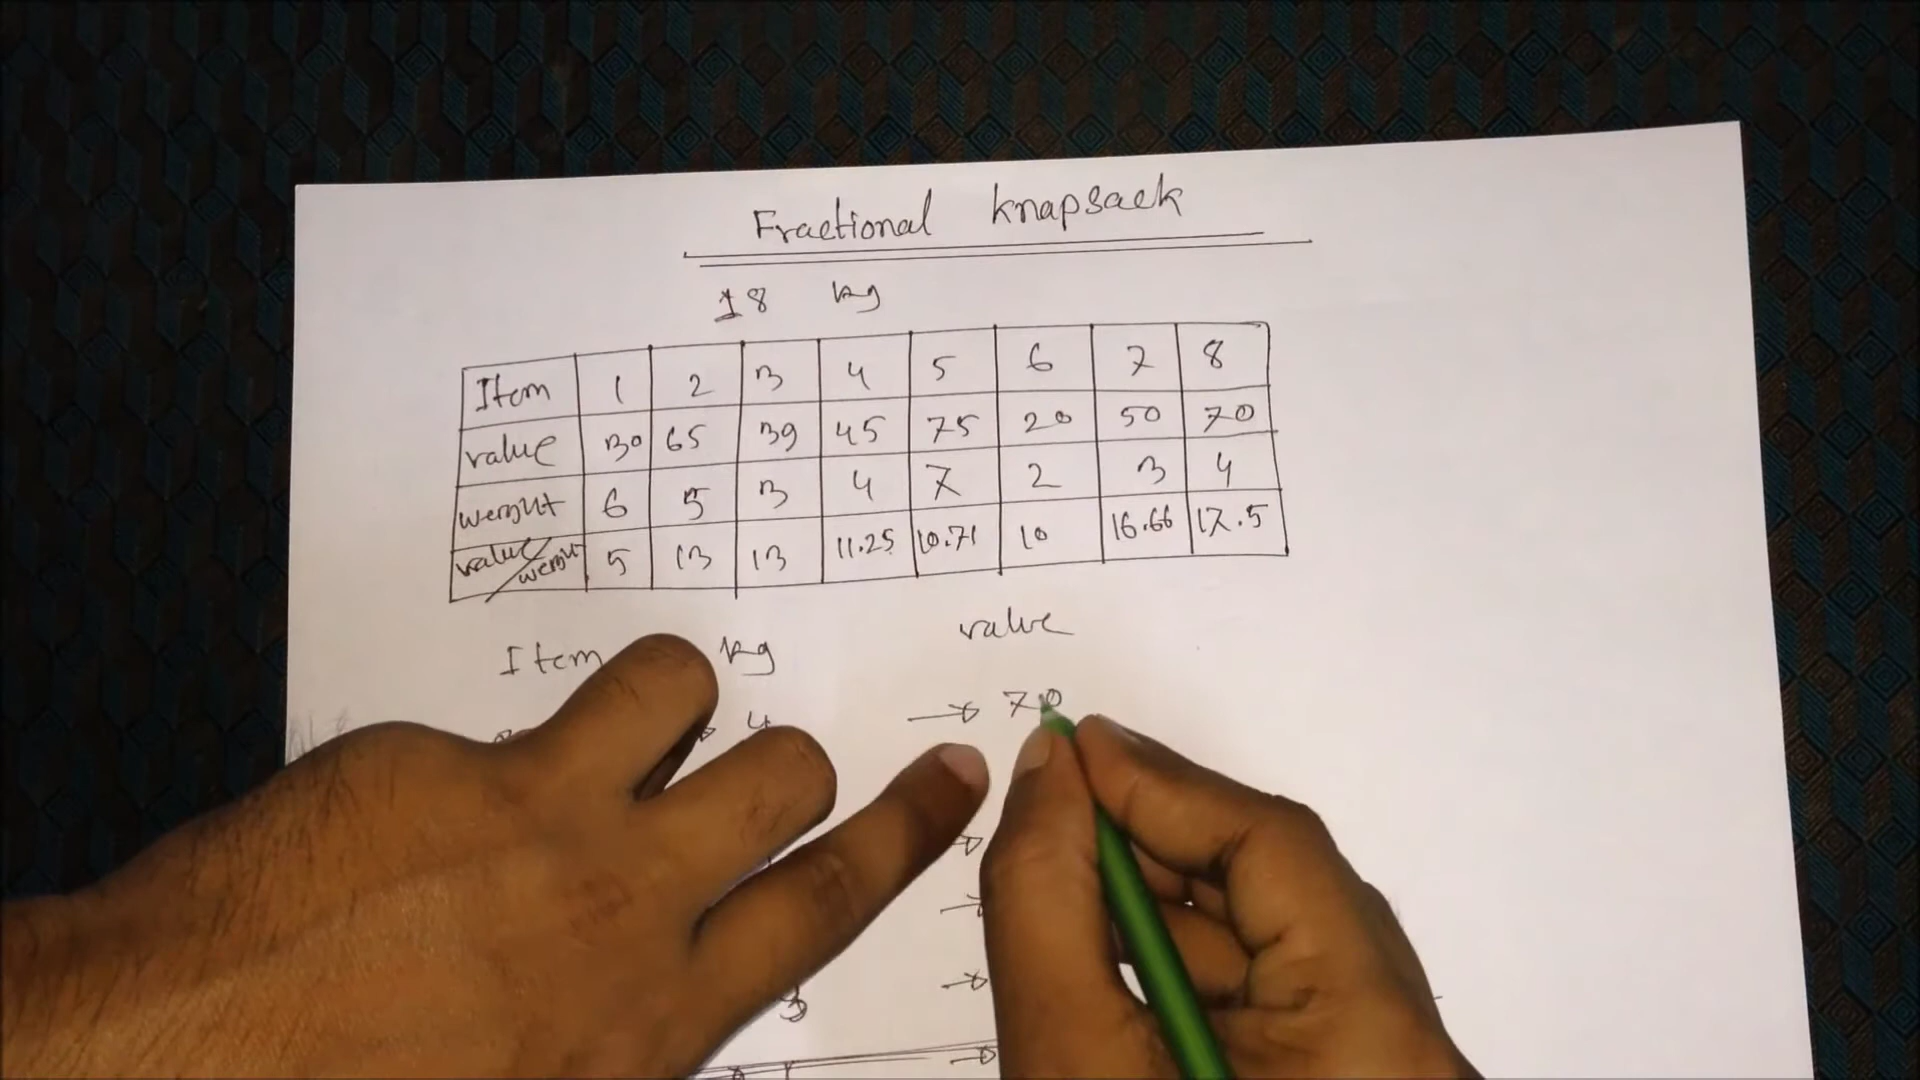 Fractional knapsack
18 kg
Item 1 2 3 4 5 6 7 8
value 30 65 39 45 75 20 50 70
weight 6 5 3 4 7 2 3 4
value/weight 5 13 13 11.25 10.71 10 16.66 17.5
Item kg value
4 → 70
→
→
3 →
→